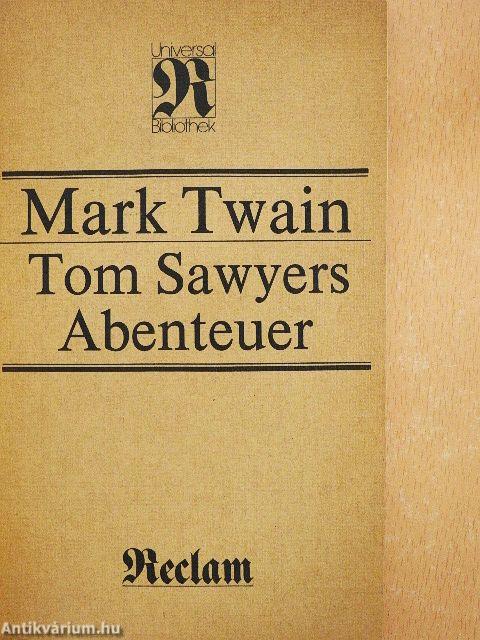 Universal
R
Bibliothek
Mark Twain
Tom Sawyers
Abenteuer
Reclam
Antikvárium.hu